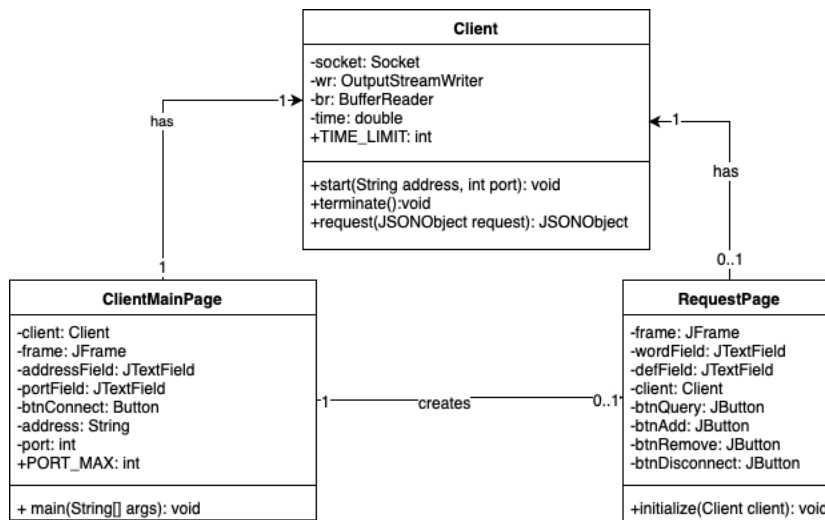 Client
-socket: Socket
-wr: OutputStreamWriter
-br: BufferReader
-time: double
+TIME_LIMIT: int
+start(String address, int port): void
+terminate():void
+request(JSONObject request): JSONObject
1
has
1
1
has
0..1
ClientMainPage
-client: Client
-frame: JFrame
-addressField: JTextField
-portField: JTextField
-btnConnect: Button
-address: String
-port: int
+PORT_MAX: int
+ main(String[] args): void
1
creates
0..1
RequestPage
-frame: JFrame
-wordField: JTextField
-defField: JTextField
-client: Client
-btnQuery: JButton
-btnAdd: JButton
-btnRemove: JButton
-btnDisconnect: JButton
+initialize(Client client): void